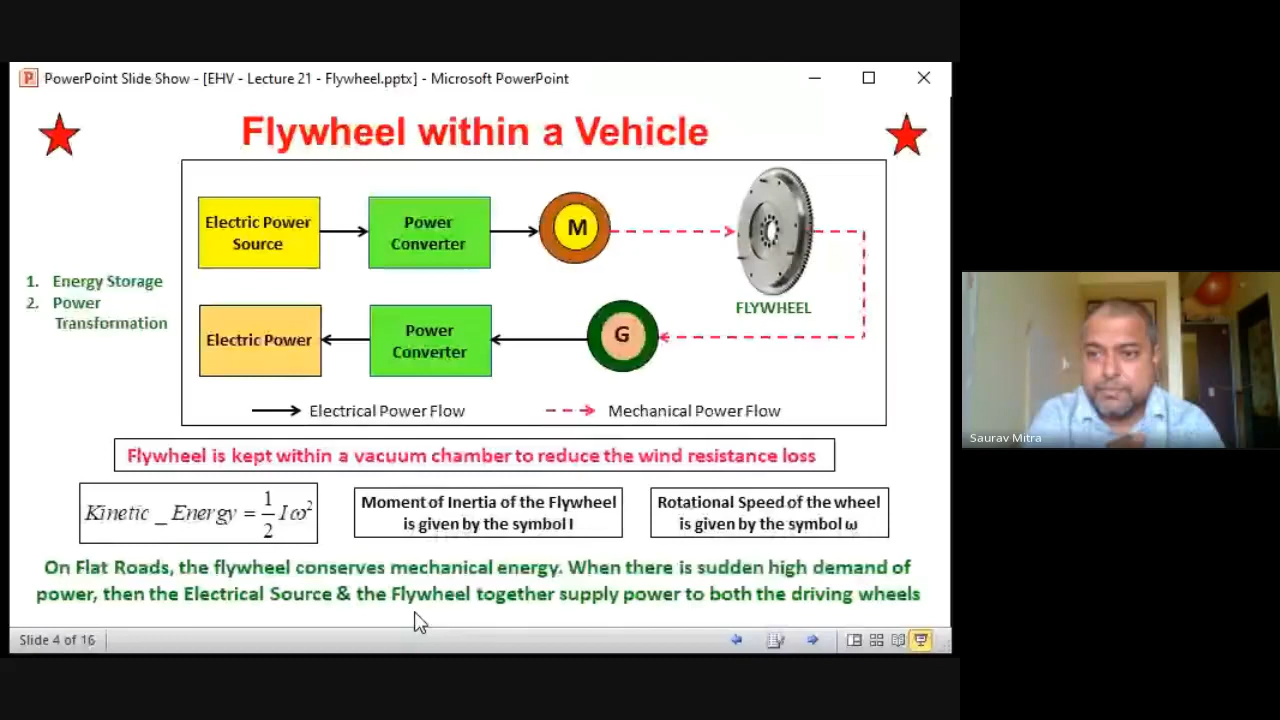 PowerPoint Slide Show - [EHV - Lecture 21 - Flywheel.pptx] - Microsoft PowerPoint
Flywheel within a Vehicle
Electric Power
Source
Power
Converter
M
FLYWHEEL
1. Energy Storage
2. Power
Transformation
Electric Power
Power
Converter
G
Electrical Power Flow
Mechanical Power Flow
Flywheel is kept within a vacuum chamber to reduce the wind resistance loss
Kinetic _ Energy = 1/2 Iω²
Moment of Inertia of the Flywheel
is given by the symbol I
Rotational Speed of the wheel
is given by the symbol ω
On Flat Roads, the flywheel conserves mechanical energy. When there is sudden high demand of
power, then the Electrical Source & the Flywheel together supply power to both the driving wheels
Slide 4 of 16
Saurav Mitra